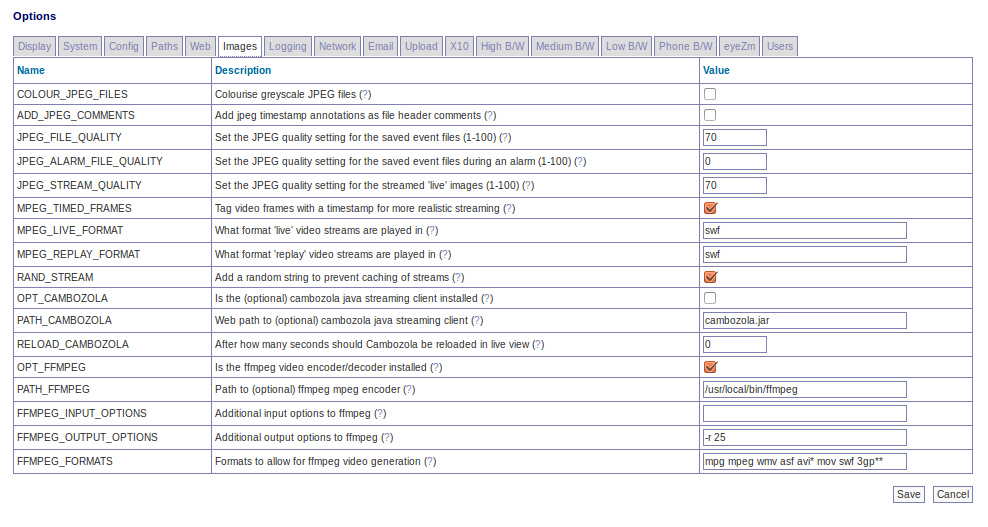 Options
Display System Config Paths Web Images Logging Network Email Upload X10 High B/W Medium B/W Low B/W Phone B/W eyeZm Users
Name Description Value
COLOUR_JPEG_FILES Colourise greyscale JPEG files (?)
ADD_JPEG_COMMENTS Add jpeg timestamp annotations as file header comments (?)
JPEG_FILE_QUALITY Set the JPEG quality setting for the saved event files (1-100) (?) 70
JPEG_ALARM_FILE_QUALITY Set the JPEG quality setting for the saved event files during an alarm (1-100) (?) 0
JPEG_STREAM_QUALITY Set the JPEG quality setting for the streamed 'live' images (1-100) (?) 70
MPEG_TIMED_FRAMES Tag video frames with a timestamp for more realistic streaming (?)
MPEG_LIVE_FORMAT What format 'live' video streams are played in (?) swf
MPEG_REPLAY_FORMAT What format 'replay' video streams are played in (?) swf
RAND_STREAM Add a random string to prevent caching of streams (?)
OPT_CAMBOZOLA Is the (optional) cambozola java streaming client installed (?)
PATH_CAMBOZOLA Web path to (optional) cambozola java streaming client (?) cambozola.jar
RELOAD_CAMBOZOLA After how many seconds should Cambozola be reloaded in live view (?) 0
OPT_FFMPEG Is the ffmpeg video encoder/decoder installed (?)
PATH_FFMPEG Path to (optional) ffmpeg mpeg encoder (?) /usr/local/bin/ffmpeg
FFMPEG_INPUT_OPTIONS Additional input options to ffmpeg (?)
FFMPEG_OUTPUT_OPTIONS Additional output options to ffmpeg (?) -r 25
FFMPEG_FORMATS Formats to allow for ffmpeg video generation (?) mpg mpeg wmv asf avi* mov swf 3gp**
Save Cancel